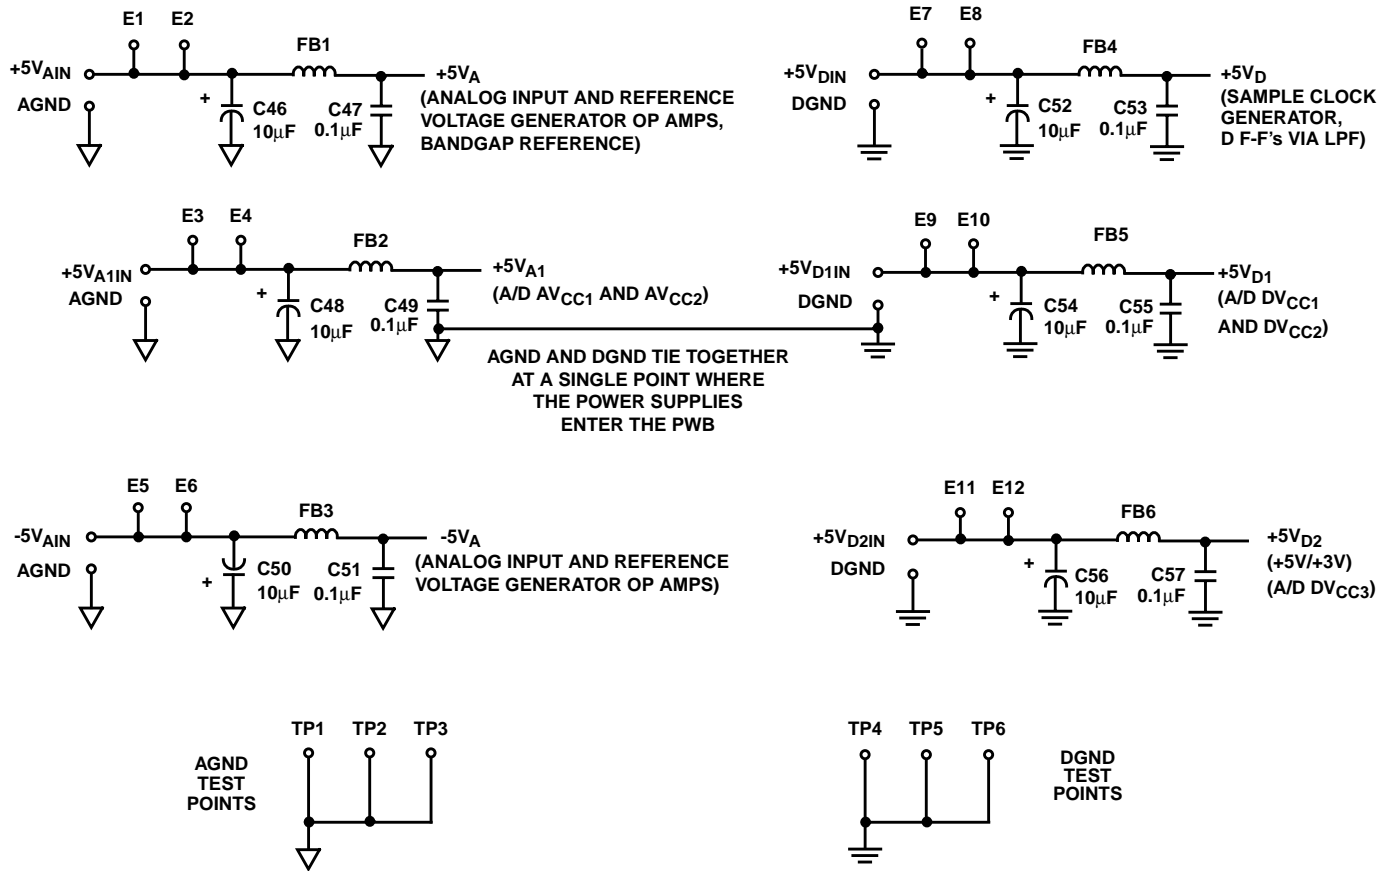 E1 E2
FB1
+5VAIN
+5VA
AGND
+
C46
10µF
C47
0.1µF
(ANALOG INPUT AND REFERENCE
VOLTAGE GENERATOR OP AMPS,
BANDGAP REFERENCE)
E7 E8
FB4
+5VDIN
+5VD
DGND
+
C52
10µF
C53
0.1µF
(SAMPLE CLOCK
GENERATOR,
D F-F's VIA LPF)
E3 E4
FB2
+5VA1IN
+5VA1
AGND
+
C48
10µF
C49
0.1µF
(A/D AVCC1 AND AVCC2)
E9 E10
FB5
+5VD1IN
+5VD1
DGND
+
C54
10µF
C55
0.1µF
(A/D DVCC1
AND DVCC2)
AGND AND DGND TIE TOGETHER
AT A SINGLE POINT WHERE
THE POWER SUPPLIES
ENTER THE PWB
E5 E6
FB3
-5VAIN
-5VA
AGND
+
C50
10µF
C51
0.1µF
(ANALOG INPUT AND REFERENCE
VOLTAGE GENERATOR OP AMPS)
E11 E12
FB6
+5VD2IN
+5VD2
DGND
+
C56
10µF
C57
0.1µF
(+5V/+3V)
(A/D DVCC3)
TP1 TP2 TP3
AGND
TEST
POINTS
TP4 TP5 TP6
DGND
TEST
POINTS